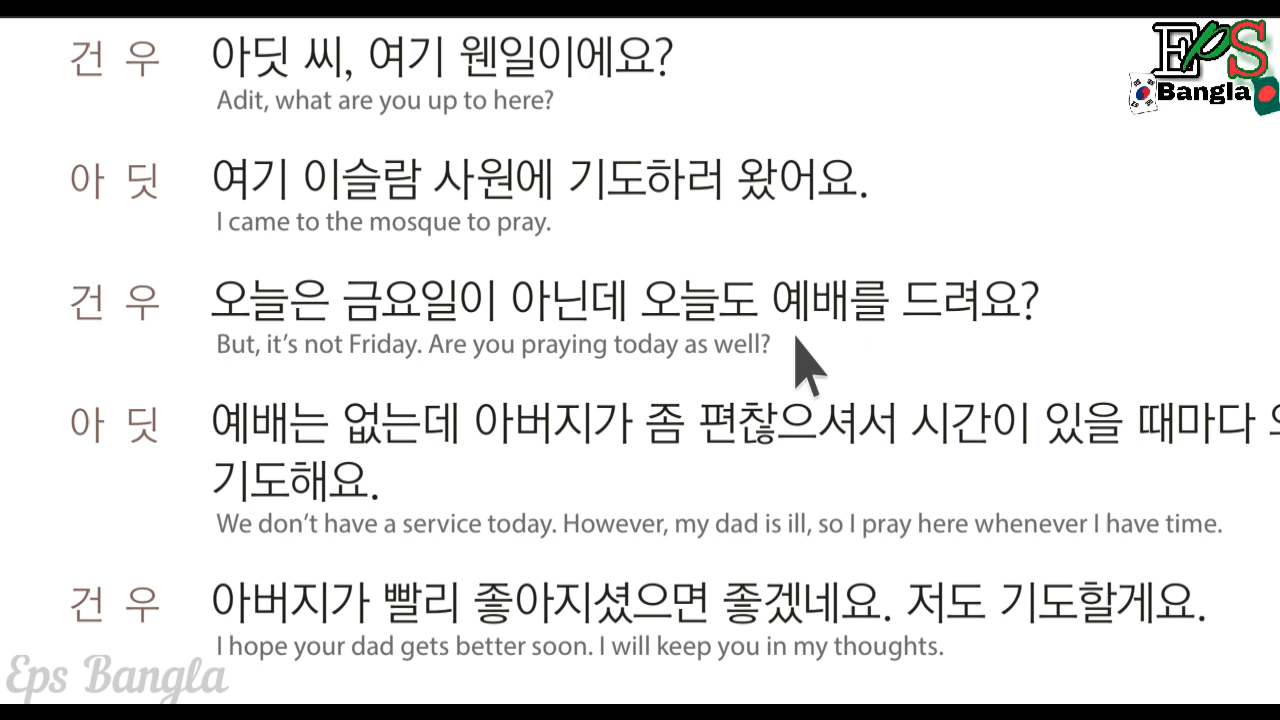 EPS
Bangla
건 우 아딧 씨, 여기 웬일이에요?
Adit, what are you up to here?
아 딧 여기 이슬람 사원에 기도하러 왔어요.
I came to the mosque to pray.
건 우 오늘은 금요일이 아닌데 오늘도 예배를 드려요?
But, it's not Friday. Are you praying today as well?
아 딧 예배는 없는데 아버지가 좀 편찮으셔서 시간이 있을 때마다
기도해요.
We don't have a service today. However, my dad is ill, so I pray here whenever I have time.
건 우 아버지가 빨리 좋아지셨으면 좋겠네요. 저도 기도할게요.
I hope your dad gets better soon. I will keep you in my thoughts.
Eps Bangla